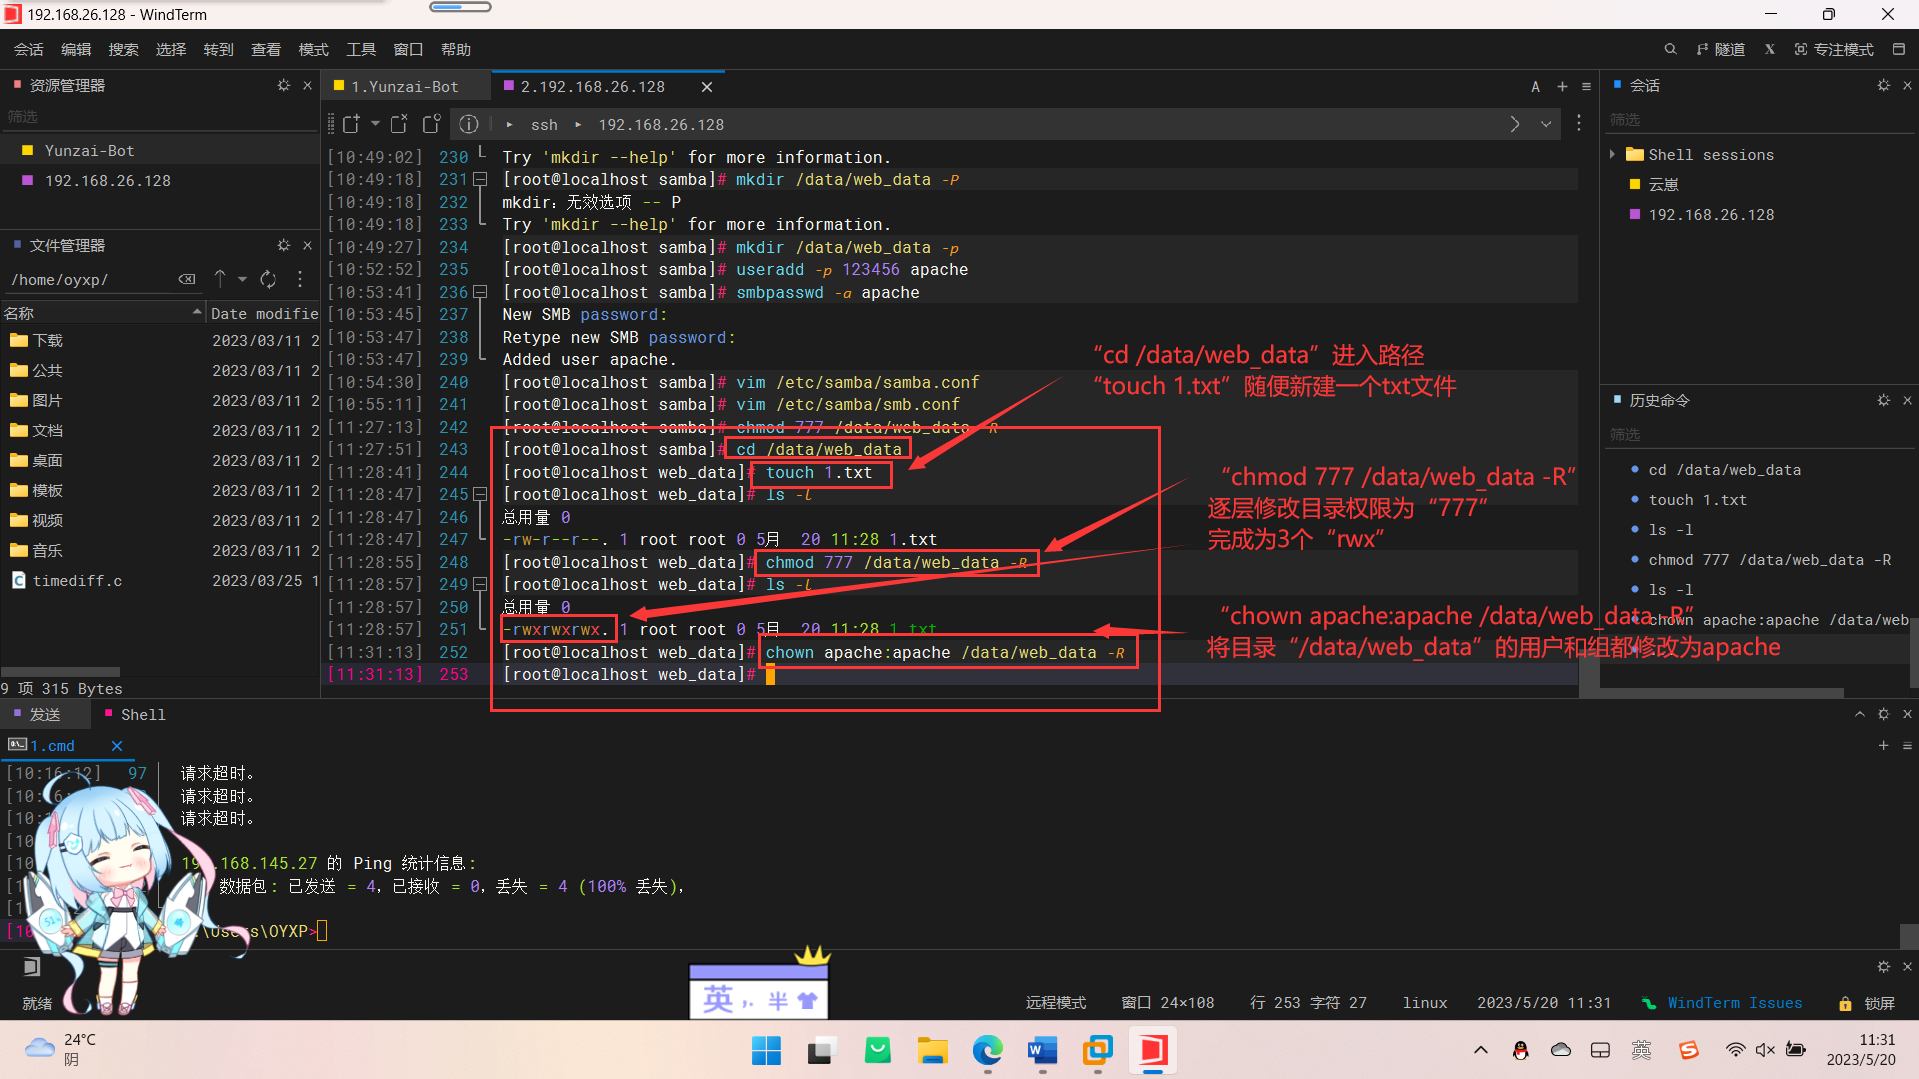 192.168.26.128 - WindTerm
会话 编辑 搜索 选择 转到 查看 模式 工具 窗口 帮助
隧道 X 专注模式
资源管理器
筛选
Yunzai-Bot
192.168.26.128
文件管理器
/home/oyxp/
名称 Date modifie
下载 2023/03/11 2
公共 2023/03/11 2
图片 2023/03/11 2
文档 2023/03/11 2
桌面 2023/03/11 2
模板 2023/03/11 2
视频 2023/03/11 2
音乐 2023/03/11 2
timediff.c 2023/03/25 1
9 项 315 Bytes
1.Yunzai-Bot 2.192.168.26.128
A
ssh 192.168.26.128
[10:49:02] 230 Try 'mkdir --help' for more information.
[10:49:18] 231 [root@localhost samba]# mkdir /data/web_data -P
[10:49:18] 232 mkdir：无效选项 -- P
[10:49:18] 233 Try 'mkdir --help' for more information.
[10:49:27] 234 [root@localhost samba]# mkdir /data/web_data -p
[10:52:52] 235 [root@localhost samba]# useradd -p 123456 apache
[10:53:41] 236 [root@localhost samba]# smbpasswd -a apache
[10:53:45] 237 New SMB password:
[10:53:47] 238 Retype new SMB password:
[10:53:47] 239 Added user apache.
[10:54:30] 240 [root@localhost samba]# vim /etc/samba/samba.conf
[10:55:11] 241 [root@localhost samba]# vim /etc/samba/smb.conf
[11:27:13] 242 [root@localhost samba]# chmod 777 /data/web_data -R
[11:27:51] 243 [root@localhost samba]# cd /data/web_data
[11:28:41] 244 [root@localhost web_data]# touch 1.txt
[11:28:47] 245 [root@localhost web_data]# ls -l
[11:28:47] 246 总用量 0
[11:28:47] 247 -rw-r--r--. 1 root root 0 5月 20 11:28 1.txt
[11:28:55] 248 [root@localhost web_data]# chmod 777 /data/web_data -R
[11:28:57] 249 [root@localhost web_data]# ls -l
[11:28:57] 250 总用量 0
[11:28:57] 251 -rwxrwxrwx. 1 root root 0 5月 20 11:28 1.txt
[11:31:13] 252 [root@localhost web_data]# chown apache:apache /data/web_data -R
[11:31:13] 253 [root@localhost web_data]#
“cd /data/web_data”进入路径
“touch 1.txt”随便新建一个txt文件
“chmod 777 /data/web_data -R”
逐层修改目录权限为“777”
完成为3个“rwx”
“chown apache:apache /data/web_data -R”
将目录“/data/web_data”的用户和组都修改为apache
会话
筛选
Shell sessions
云崽
192.168.26.128
历史命令
筛选
cd /data/web_data
touch 1.txt
ls -l
chmod 777 /data/web_data -R
ls -l
chown apache:apache /data/web
发送 Shell
1.cmd
[10:16:12] 97 请求超时。
请求超时。
请求超时。
168.145.27 的 Ping 统计信息:
数据包: 已发送 = 4，已接收 = 0，丢失 = 4 (100% 丢失)，
\Users\OYXP>
英 半
就绪
远程模式 窗口 24×108 行 253 字符 27 linux 2023/5/20 11:31 WindTerm Issues 锁屏
24°C
阴
英
11:31
2023/5/20